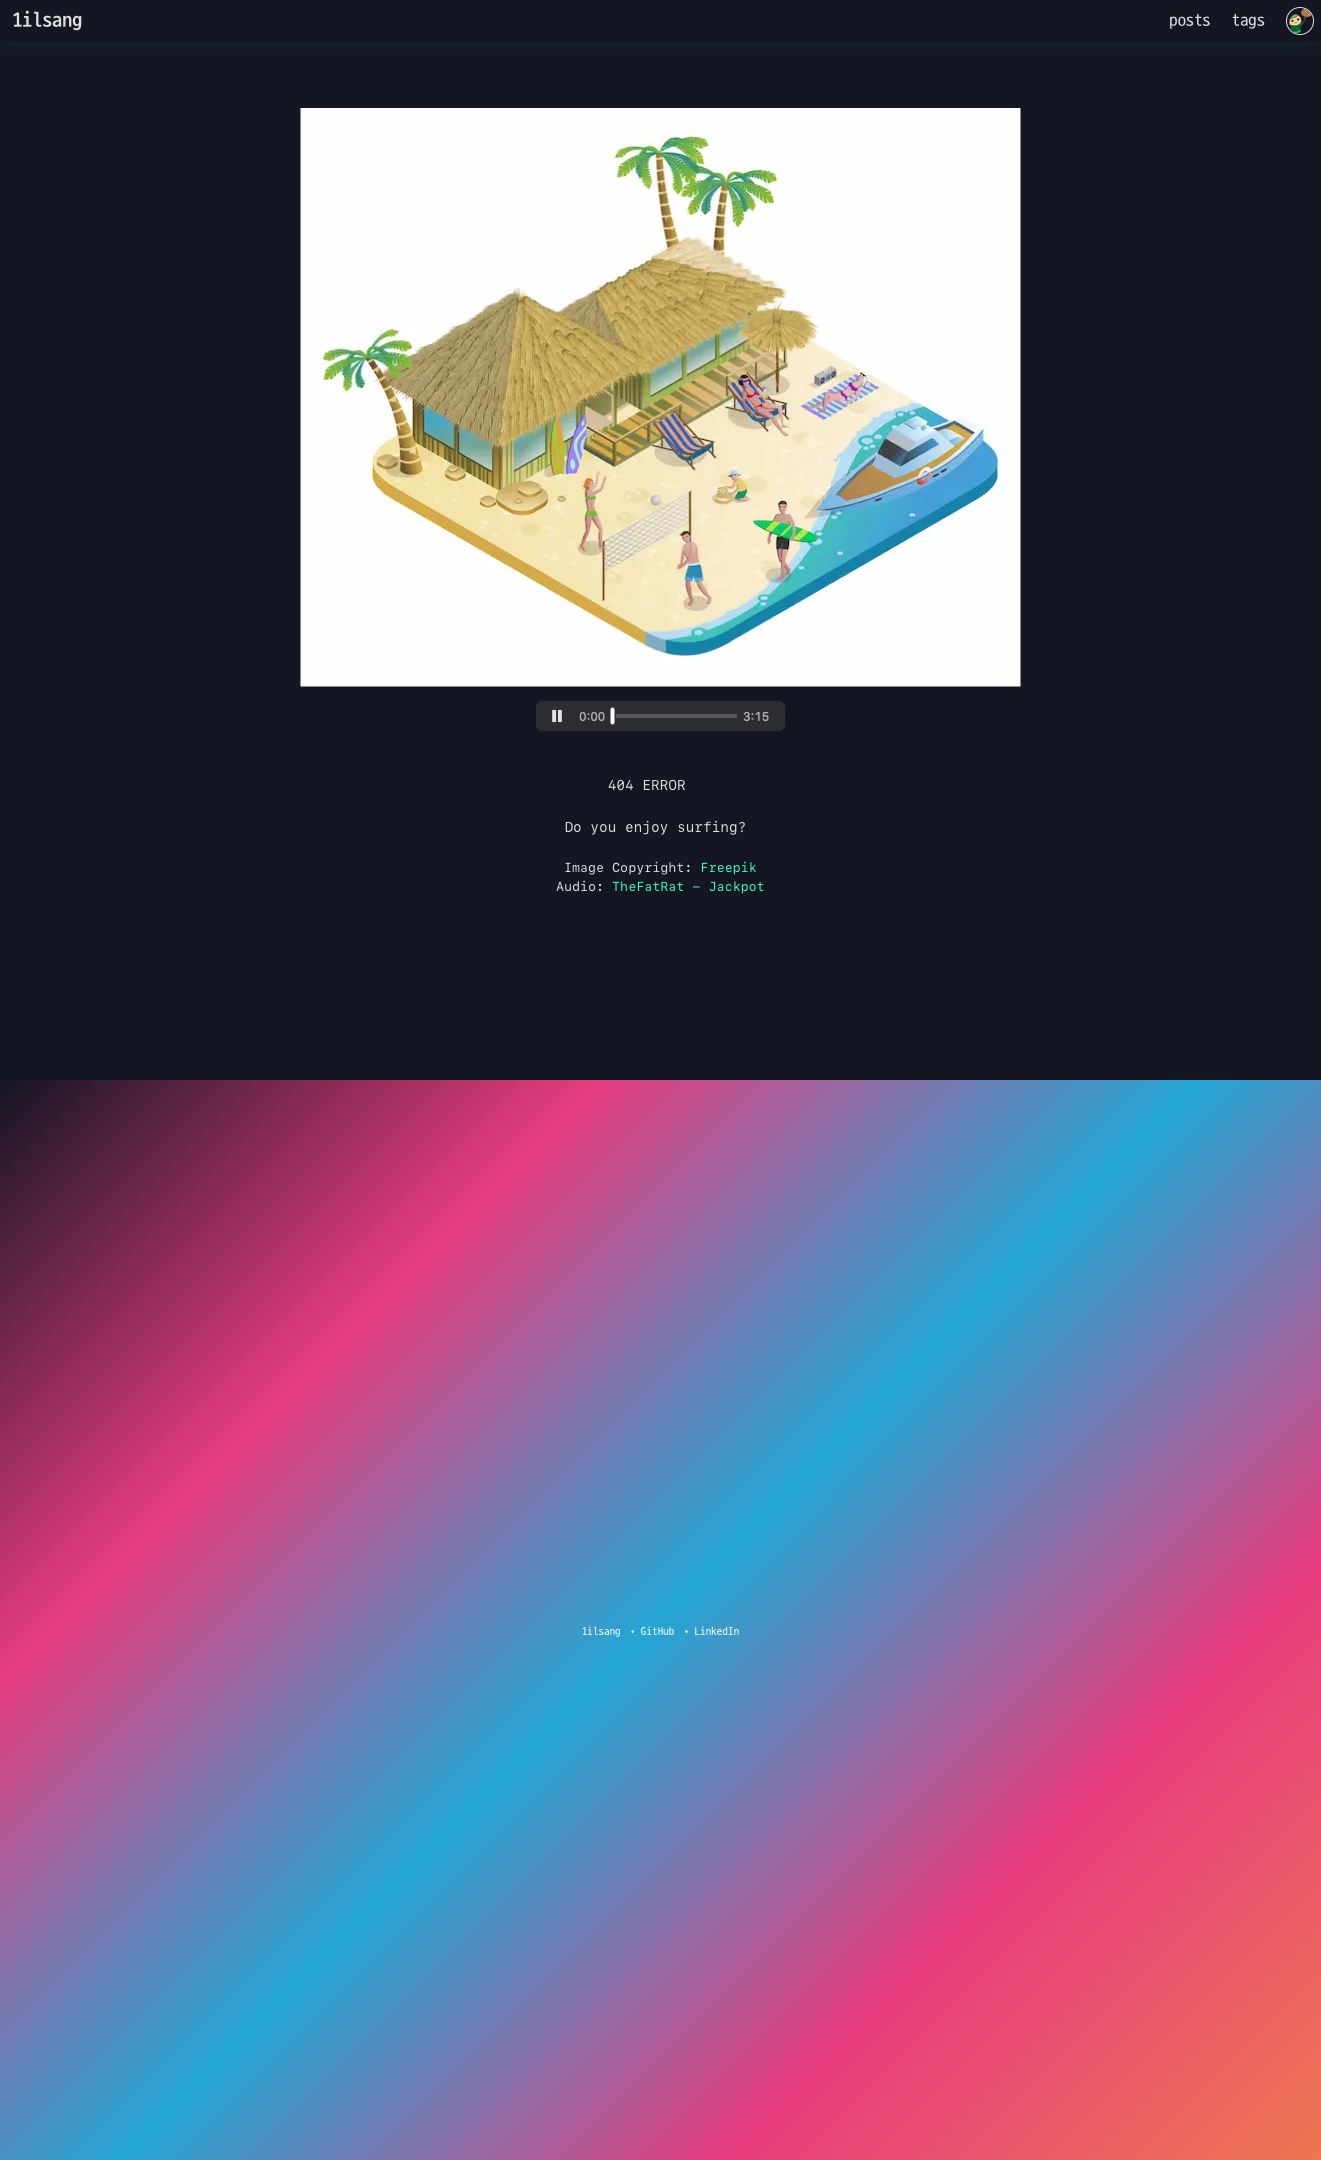 1ilsang
posts tags
0:00 3:15
404 ERROR
Do you enjoy surfing?
Image Copyright: Freepik
Audio: TheFatRat – Jackpot
1ilsang • GitHub • LinkedIn